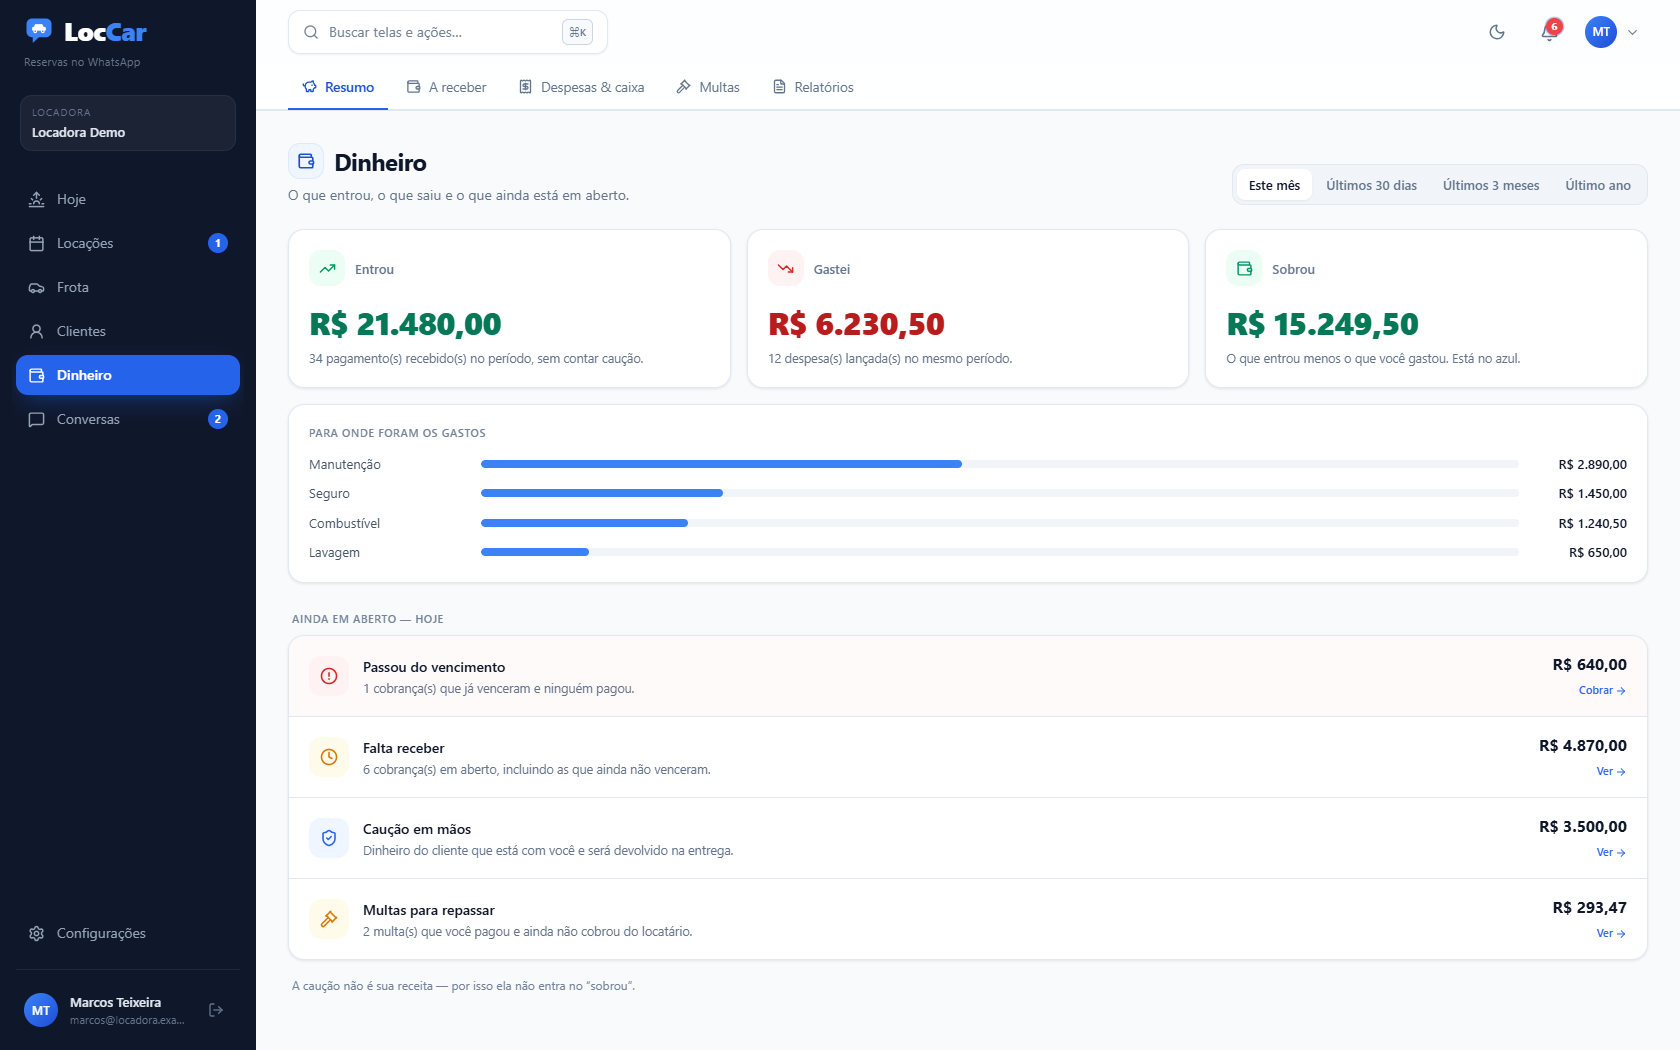 LocCar
Reservas no WhatsApp
LOCADORA
Locadora Demo
Hoje
Locações 1
Frota
Clientes
Dinheiro
Conversas 2
Configurações
MT
Marcos Teixeira
marcos@locadora.exa...
Buscar telas e ações...
⌘K
6
MT
Resumo
A receber
Despesas & caixa
Multas
Relatórios
Dinheiro
O que entrou, o que saiu e o que ainda está em aberto.
Este mês
Últimos 30 dias
Últimos 3 meses
Último ano
Entrou
R$ 21.480,00
34 pagamento(s) recebido(s) no período, sem contar caução.
Gastei
R$ 6.230,50
12 despesa(s) lançada(s) no mesmo período.
Sobrou
R$ 15.249,50
O que entrou menos o que você gastou. Está no azul.
PARA ONDE FORAM OS GASTOS
Manutenção R$ 2.890,00
Seguro R$ 1.450,00
Combustível R$ 1.240,50
Lavagem R$ 650,00
AINDA EM ABERTO — HOJE
Passou do vencimento
1 cobrança(s) que já venceram e ninguém pagou.
R$ 640,00
Cobrar →
Falta receber
6 cobrança(s) em aberto, incluindo as que ainda não venceram.
R$ 4.870,00
Ver →
Caução em mãos
Dinheiro do cliente que está com você e será devolvido na entrega.
R$ 3.500,00
Ver →
Multas para repassar
2 multa(s) que você pagou e ainda não cobrou do locatário.
R$ 293,47
Ver →
A caução não é sua receita — por isso ela não entra no “sobrou”.